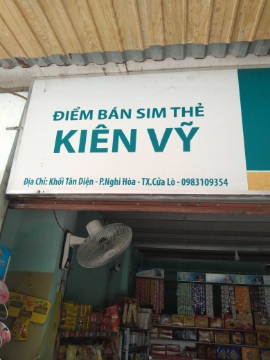 ĐIỂM BÁN SIM THẺ
KIÊN VỸ
Địa Chỉ: Khối Tân Diện - P.Nghi Hòa - TX.Cửa Lò - 0983109354